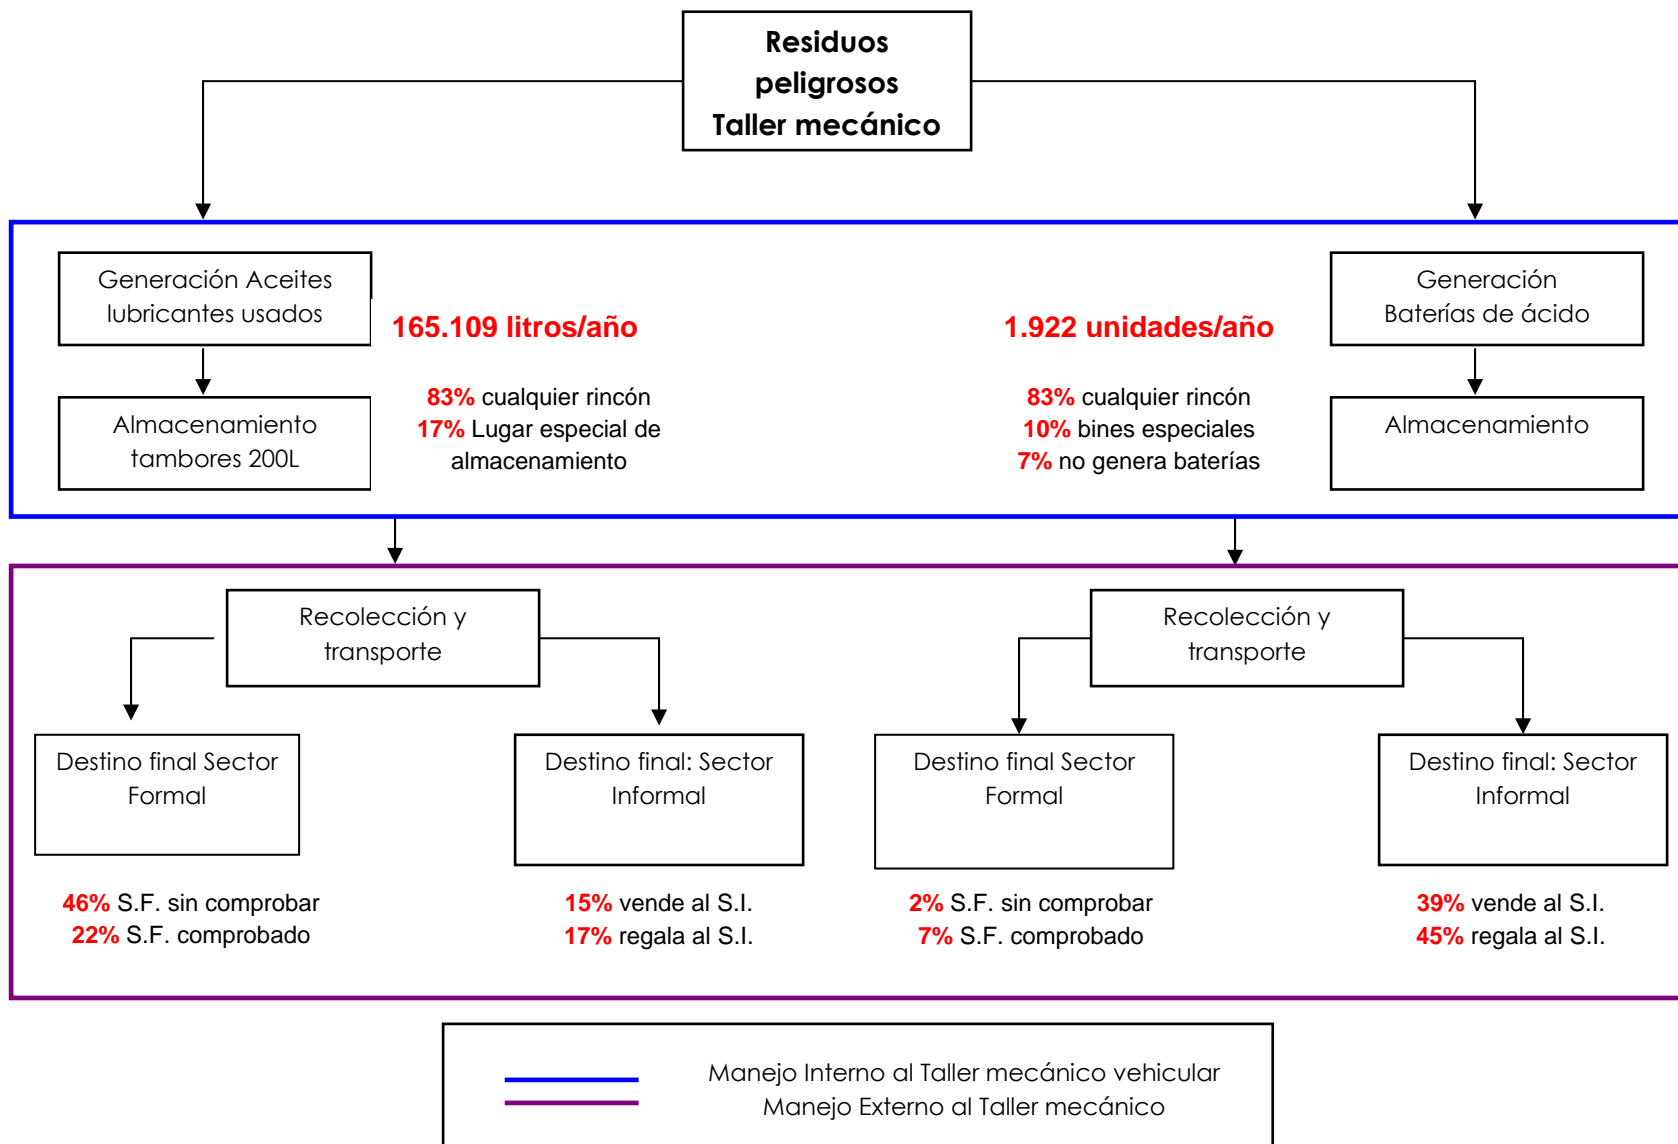 Residuos
peligrosos
Taller mecánico
Generación Aceites
lubricantes usados
165.109 litros/año
Almacenamiento
tambores 200L
83% cualquier rincón
17% Lugar especial de
almacenamiento
1.922 unidades/año
83% cualquier rincón
10% bines especiales
7% no genera baterías
Generación
Baterías de ácido
Almacenamiento
Recolección y
transporte
Destino final Sector
Formal
46% S.F. sin comprobar
22% S.F. comprobado
Destino final: Sector
Informal
15% vende al S.I.
17% regala al S.I.
Recolección y
transporte
Destino final Sector
Formal
2% S.F. sin comprobar
7% S.F. comprobado
Destino final: Sector
Informal
39% vende al S.I.
45% regala al S.I.
Manejo Interno al Taller mecánico vehicular
Manejo Externo al Taller mecánico